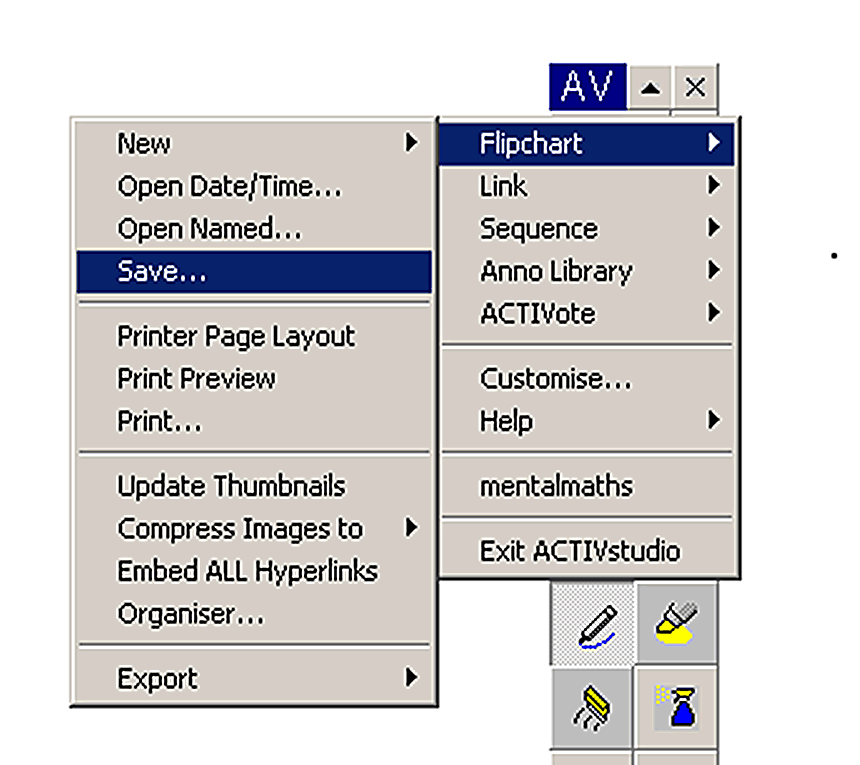 AV
New
Open Date/Time...
Open Named...
Save...
Printer Page Layout
Print Preview
Print...
Update Thumbnails
Compress Images to
Embed ALL Hyperlinks
Organiser...
Export
Flipchart
Link
Sequence
Anno Library
ACTIVote
Customise...
Help
mentalmaths
Exit ACTIVstudio